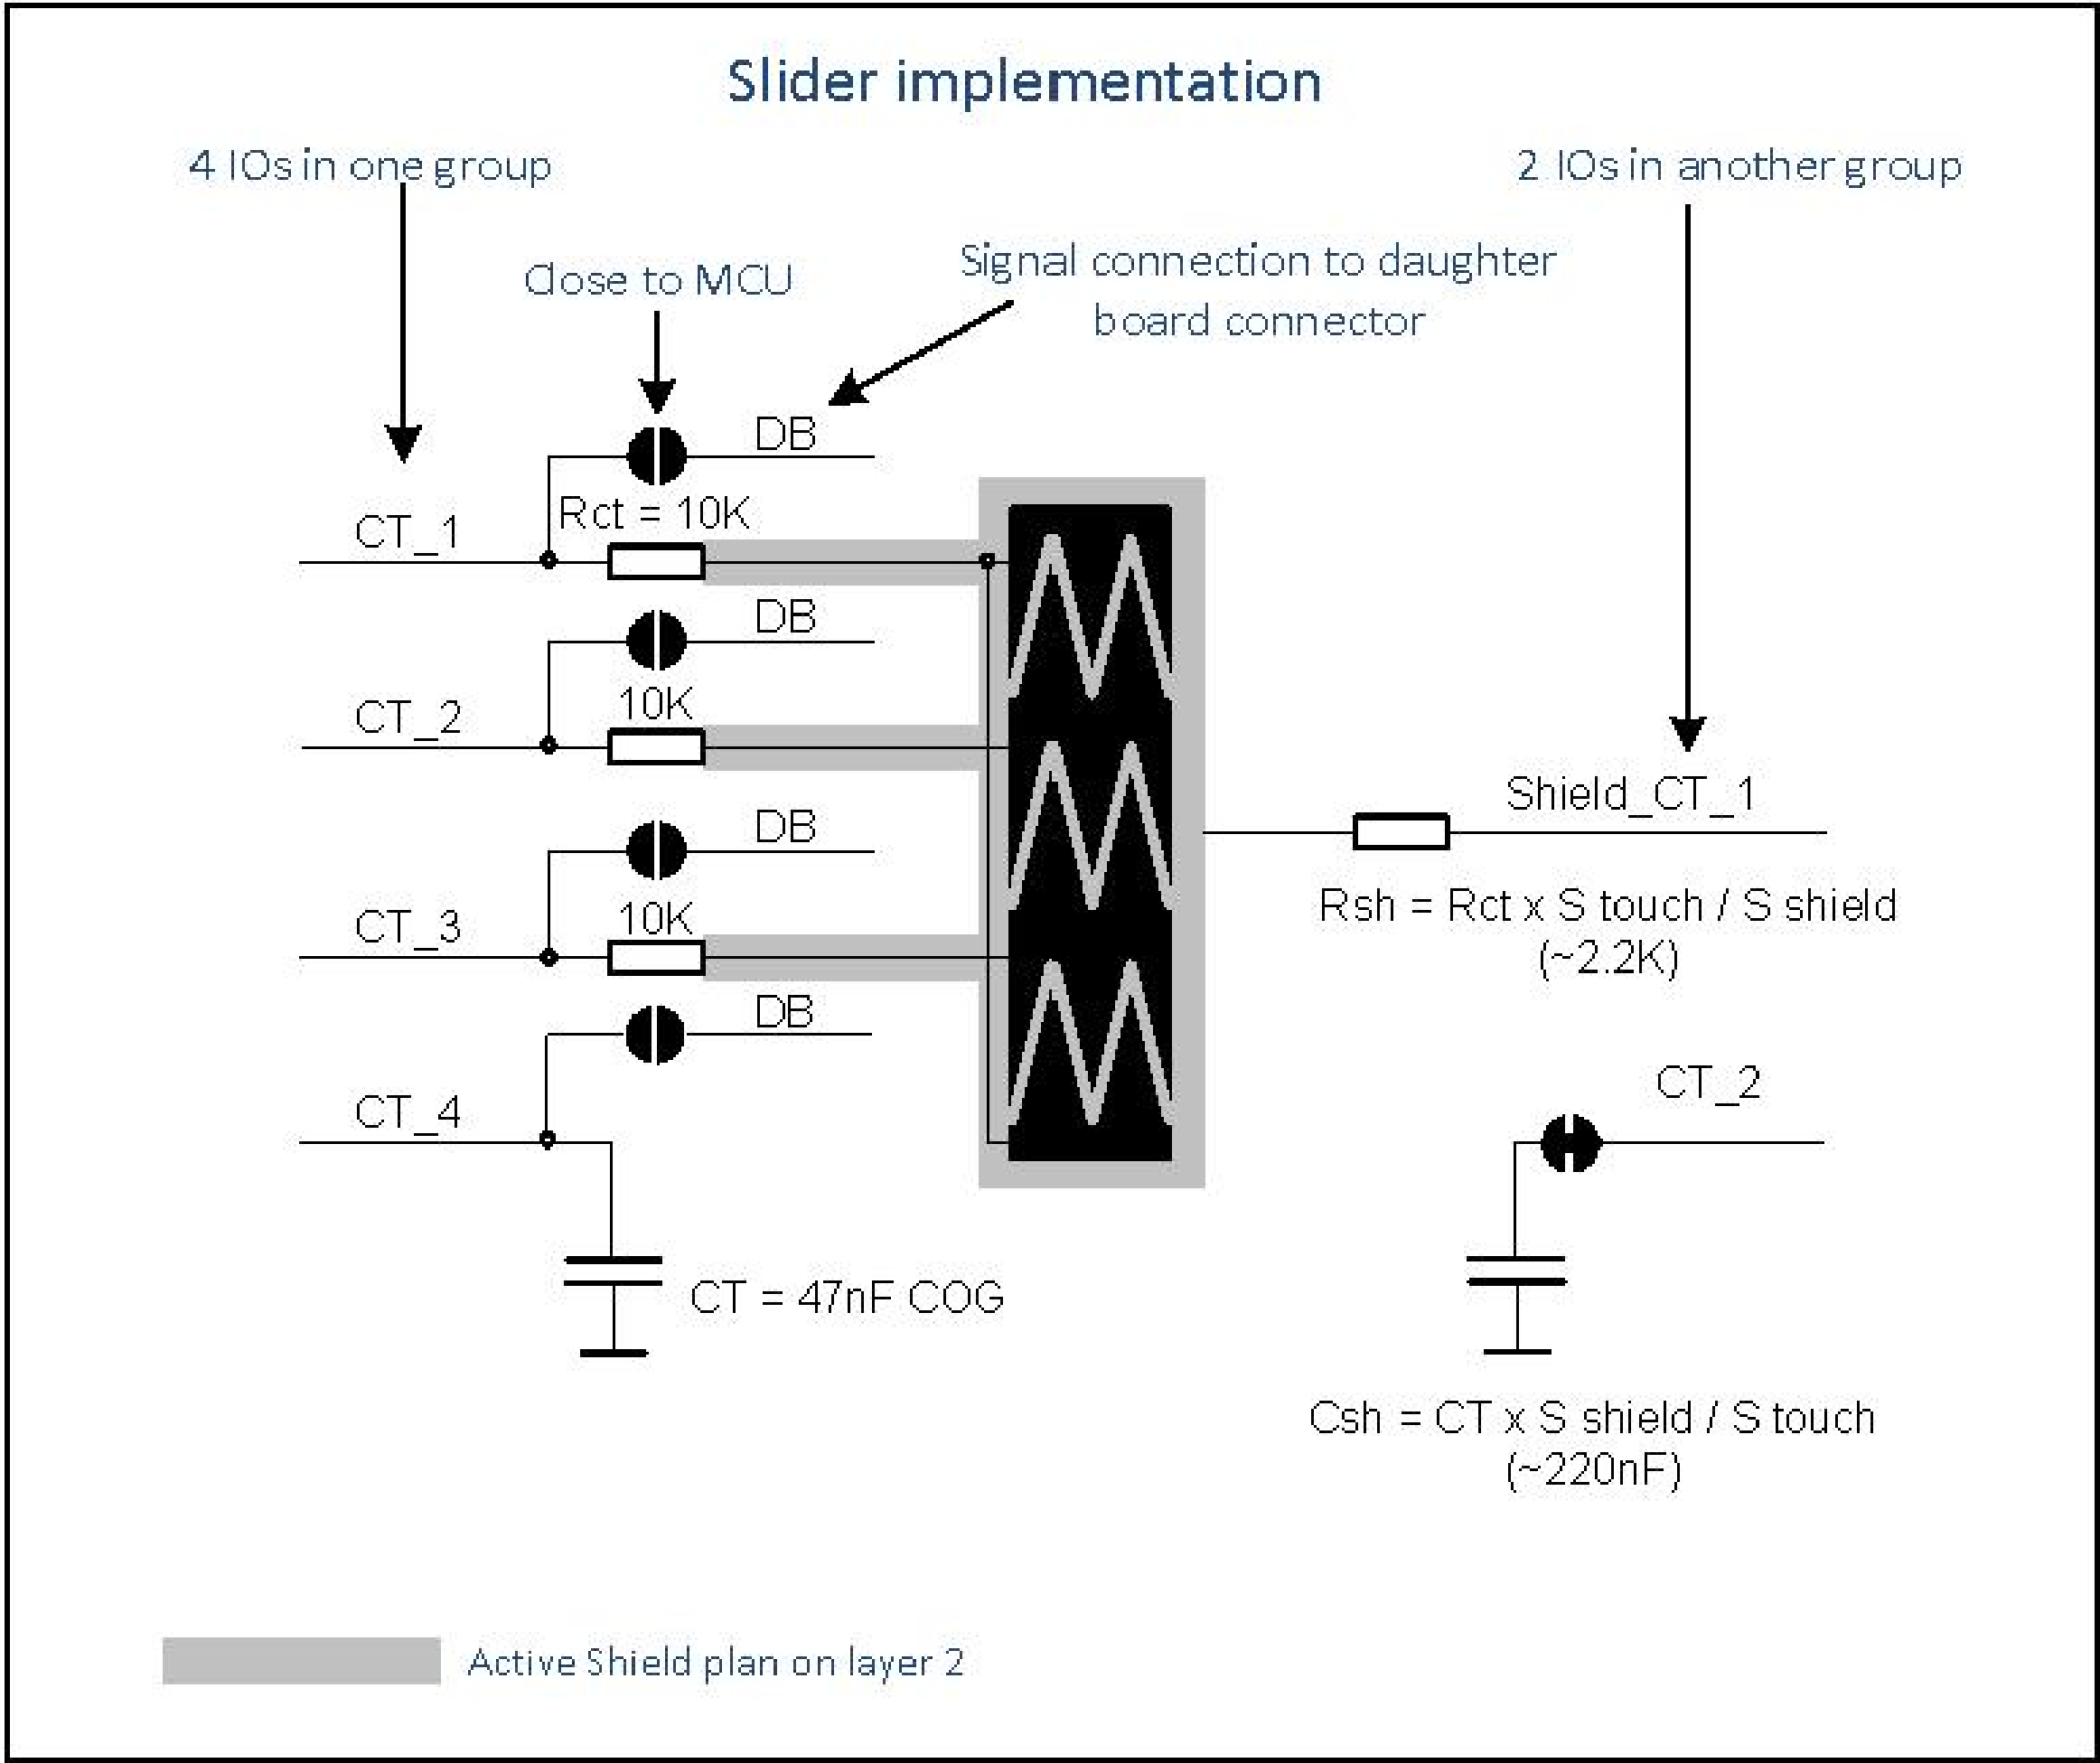 Slider implementation
4 IOs in one group
2 IOs in another group
Close to MCU
Signal connection to daughter
board connector
DB
Rct = 10K
CT_1
DB
10K
CT_2
Shield_CT_1
DB
Rsh = Rct x S touch / S shield
(~2.2K)
10K
CT_3
DB
CT_2
CT_4
CT = 47nF COG
Csh = CT x S shield / S touch
(~220nF)
Active Shield plan on layer 2